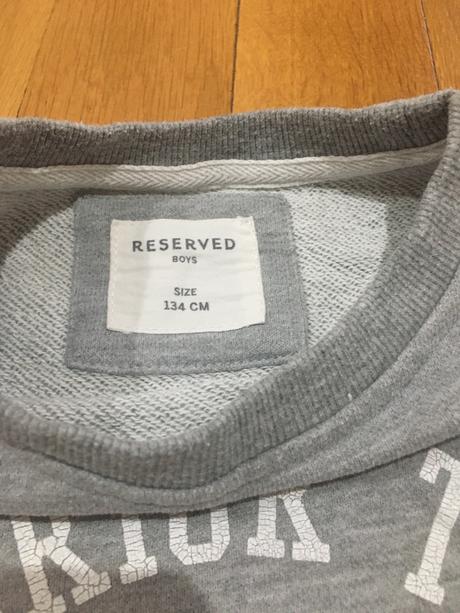 RESERVED
BOYS
SIZE
134 CM